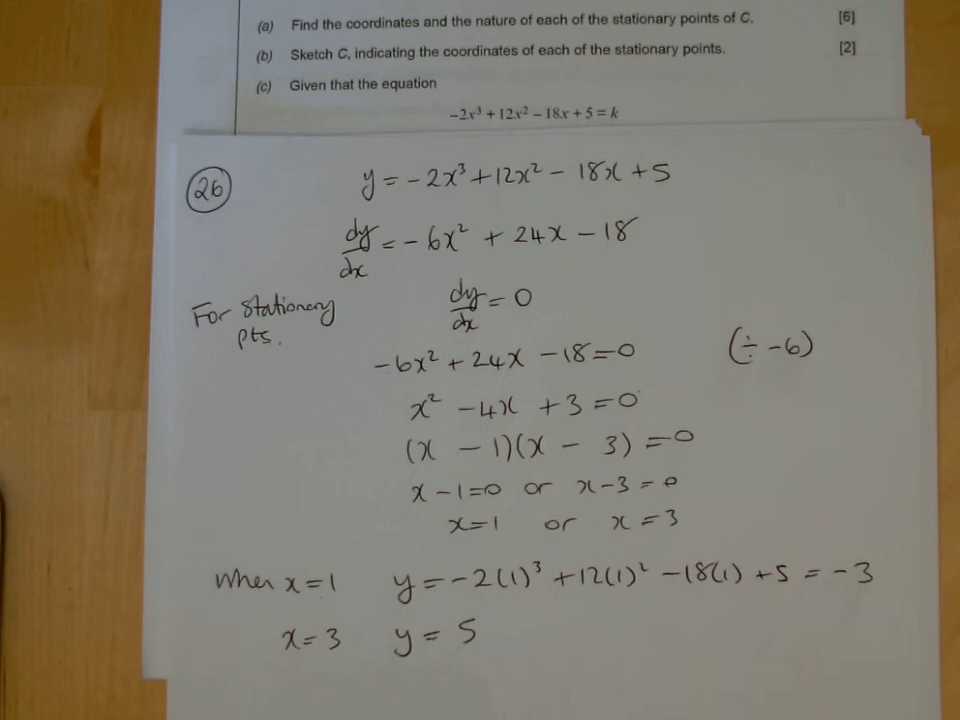 (a) Find the coordinates and the nature of each of the stationary points of C. [6]
(b) Sketch C, indicating the coordinates of each of the stationary points. [2]
(c) Given that the equation
−2x³ + 12x² − 18x + 5 = k
26 y = −2x³ + 12x² − 18x + 5
dy/dx = −6x² + 24x − 18
For stationary pts. dy/dx = 0
−6x² + 24x − 18 = 0 (÷ −6)
x² − 4x + 3 = 0
(x − 1)(x − 3) = 0
x − 1 = 0 or x − 3 = 0
x = 1 or x = 3
When x = 1 y = −2(1)³ + 12(1)² − 18(1) + 5 = −3
x = 3 y = 5